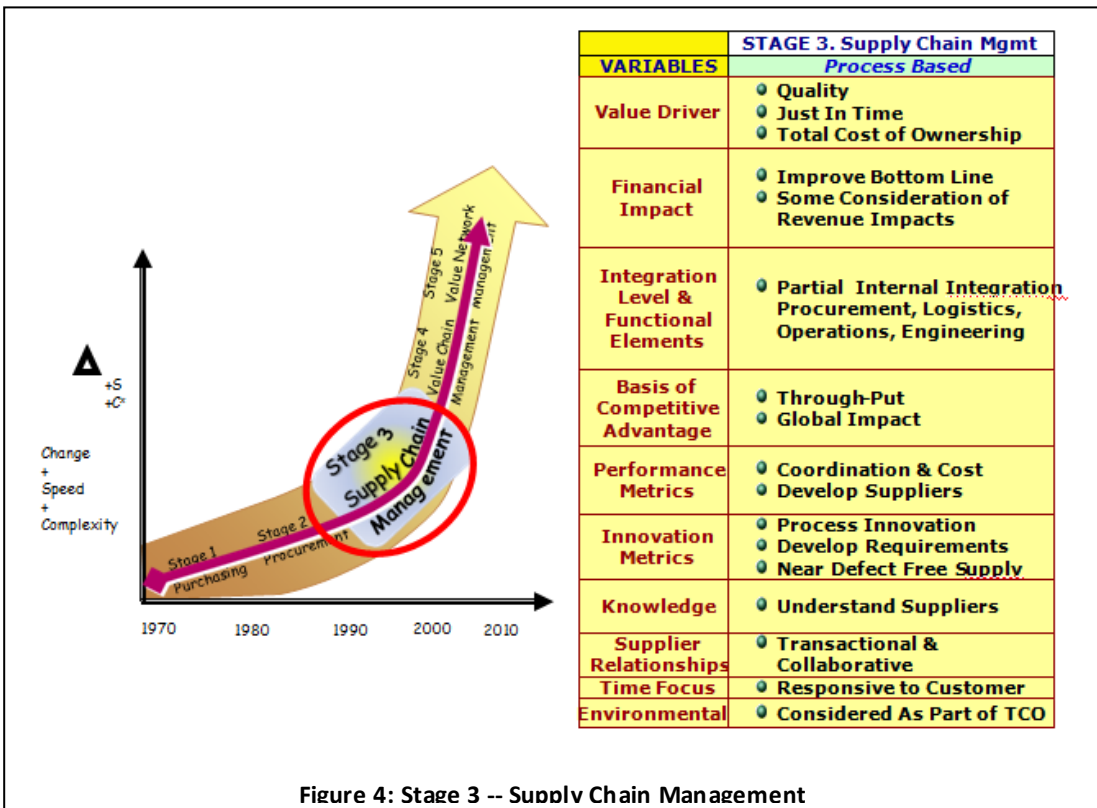 STAGE 3. Supply Chain Mgmt
VARIABLES
Process Based
Value Driver
Quality
Just In Time
Total Cost of Ownership
Financial
Impact
Improve Bottom Line
Some Consideration of
Revenue Impacts
Integration
Level &
Functional
Elements
Partial Internal Integration
Procurement, Logistics,
Operations, Engineering
Basis of
Competitive
Advantage
Through-Put
Global Impact
Performance
Metrics
Coordination & Cost
Develop Suppliers
Innovation
Metrics
Process Innovation
Develop Requirements
Near Defect Free Supply
Knowledge
Understand Suppliers
Supplier
Relationships
Transactional &
Collaborative
Time Focus
Responsive to Customer
Environmental
Considered As Part of TCO
Δ
+S
+Cˣ
Change
+
Speed
+
Complexity
Stage 1
Purchasing
Stage 2
Procurement
Stage 3
Supply Chain
Management
Stage 4
Value Chain
Management
Stage 5
Value Network
Management
1970
1980
1990
2000
2010
Figure 4: Stage 3 -- Supply Chain Management